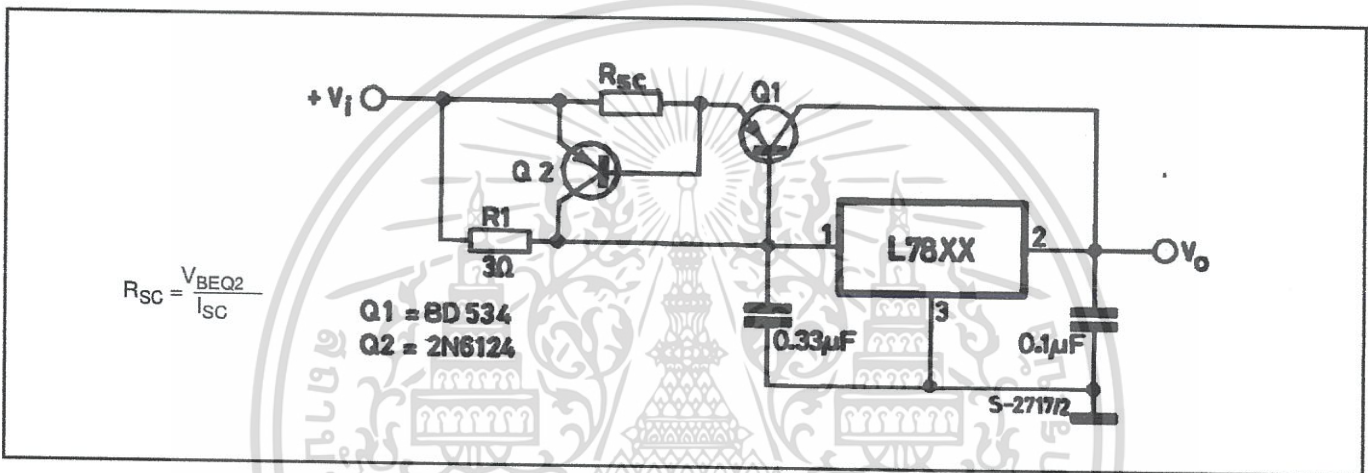 RSC
Q1
+ Vi
Q 2
R1
3Ω
1
L78XX
2
Vo
3
RSC = VBEQ2
ISC
Q1 = BD 534
Q2 = 2N6124
0.33µF
0.1µF
S-2717/2